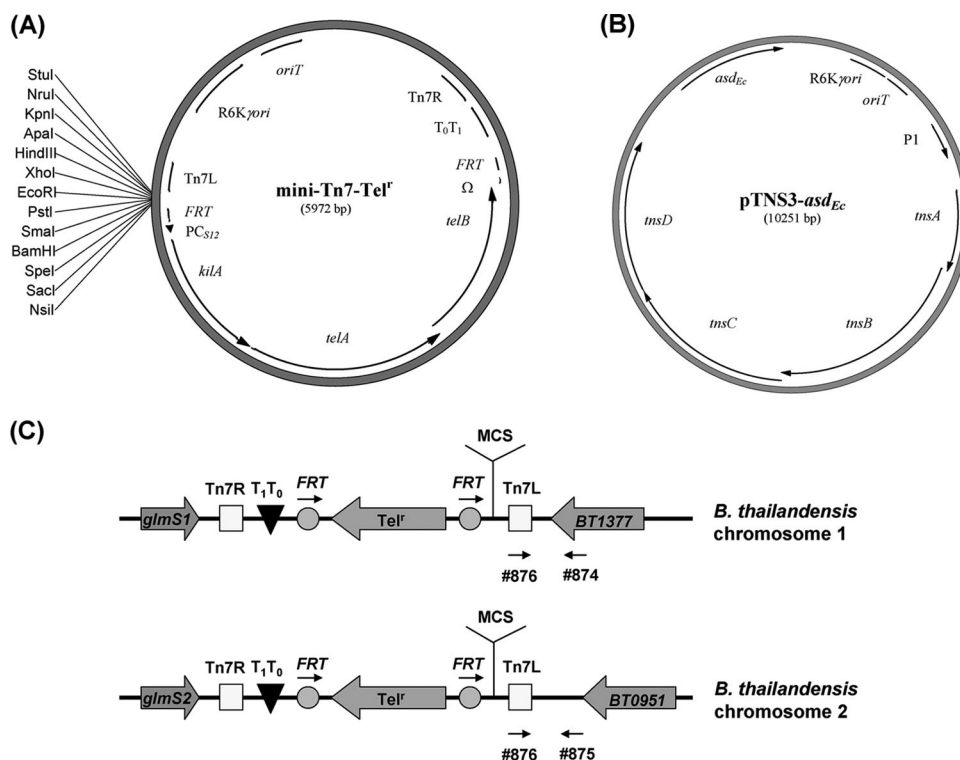 (A)
StuI
NruI
KpnI
ApaI
HindIII
XhoI
EcoRI
PstI
SmaI
BamHI
SpeI
SacI
NsiI
oriT
R6Kγori
Tn7L
FRT
PCS12
kilA
telA
telB
Ω
FRT
T0T1
Tn7R
mini-Tn7-Telr
(5972 bp)
(B)
asdEc
R6Kγori
oriT
P1
tnsA
tnsB
tnsC
tnsD
pTNS3-asdEc
(10251 bp)
(C)
MCS
Tn7R T1T0 FRT FRT Tn7L
glmS1 Telr BT1377
#876 #874
B. thailandensis
chromosome 1
MCS
Tn7R T1T0 FRT FRT Tn7L
glmS2 Telr BT0951
#876 #875
B. thailandensis
chromosome 2